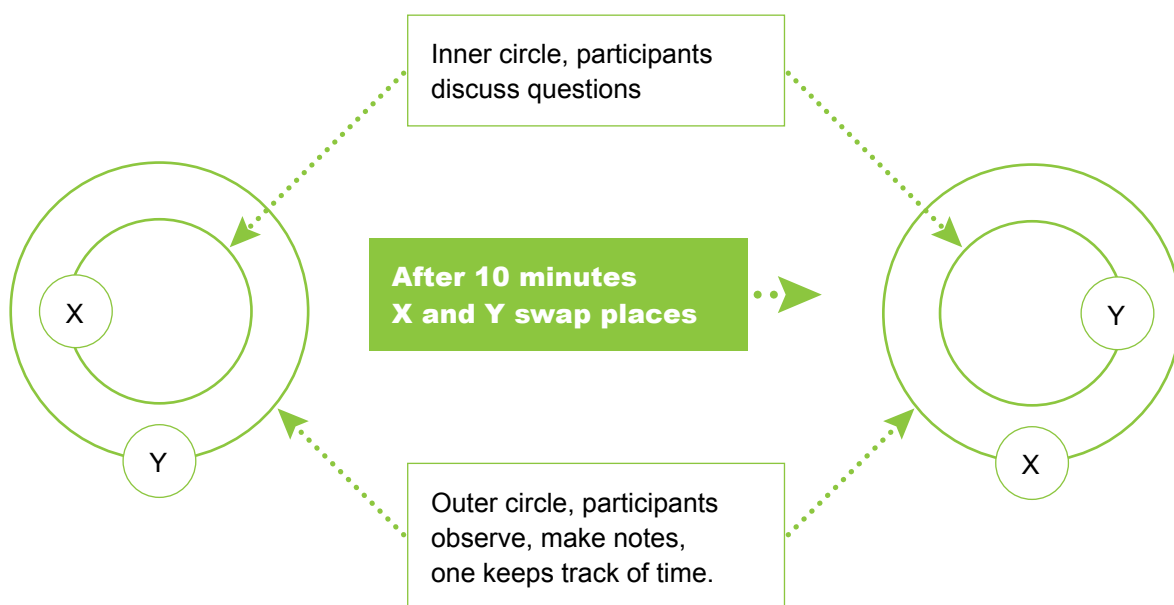 Inner circle, participants
discuss questions
After 10 minutes
X and Y swap places
X
Y
Y
X
Outer circle, participants
observe, make notes,
one keeps track of time.